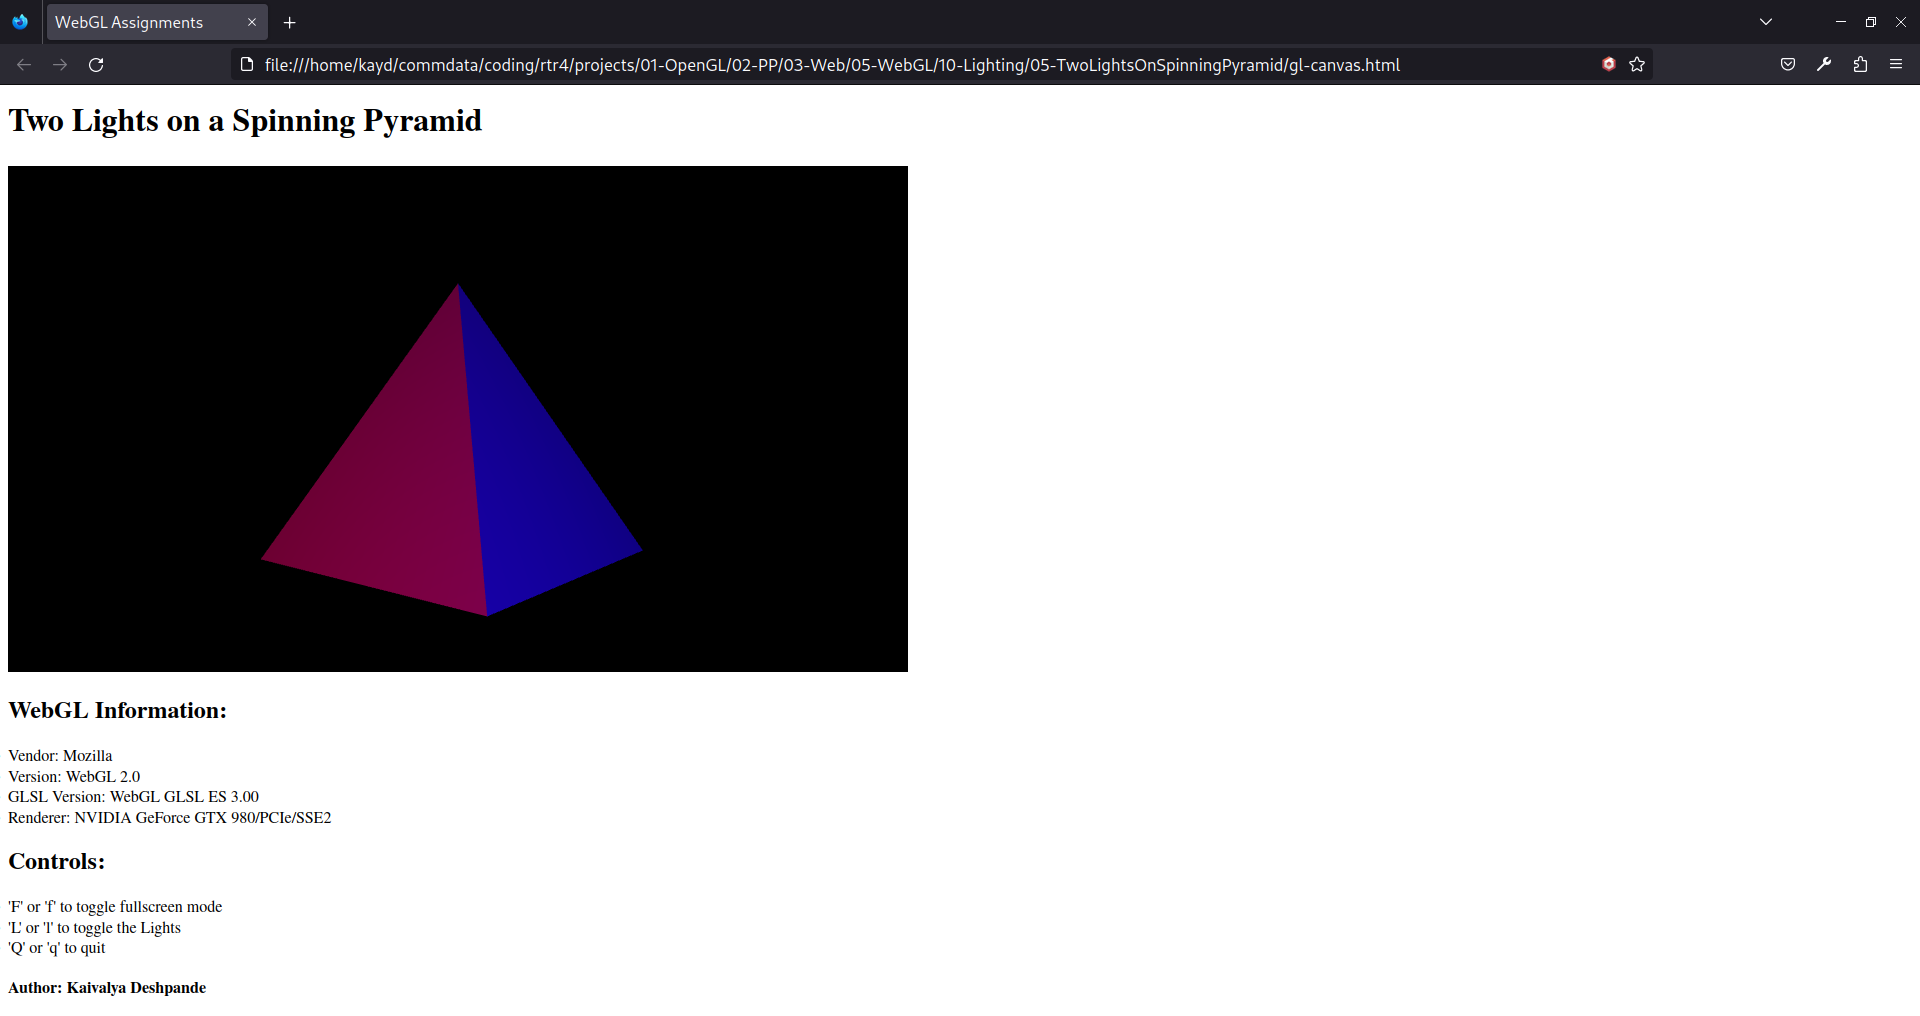 WebGL Assignments
file:///home/kayd/commdata/coding/rtr4/projects/01-OpenGL/02-PP/03-Web/05-WebGL/10-Lighting/05-TwoLightsOnSpinningPyramid/gl-canvas.html
Two Lights on a Spinning Pyramid
WebGL Information:
Vendor: Mozilla
Version: WebGL 2.0
GLSL Version: WebGL GLSL ES 3.00
Renderer: NVIDIA GeForce GTX 980/PCIe/SSE2
Controls:
'F' or 'f' to toggle fullscreen mode
'L' or 'l' to toggle the Lights
'Q' or 'q' to quit
Author: Kaivalya Deshpande